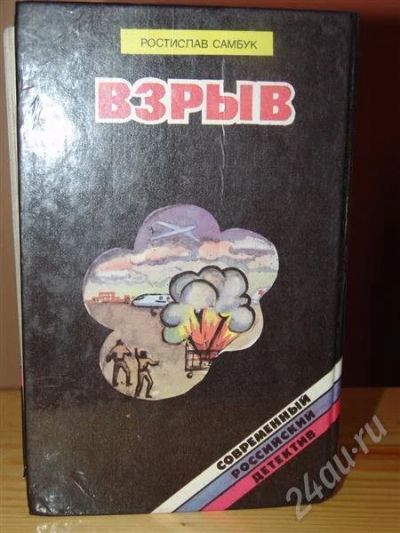 РОСТИСЛАВ САМБУК
ВЗРЫВ
СОВРЕМЕННЫЙ
РОССИЙСКИЙ
ДЕТЕКТИВ
24au.ru